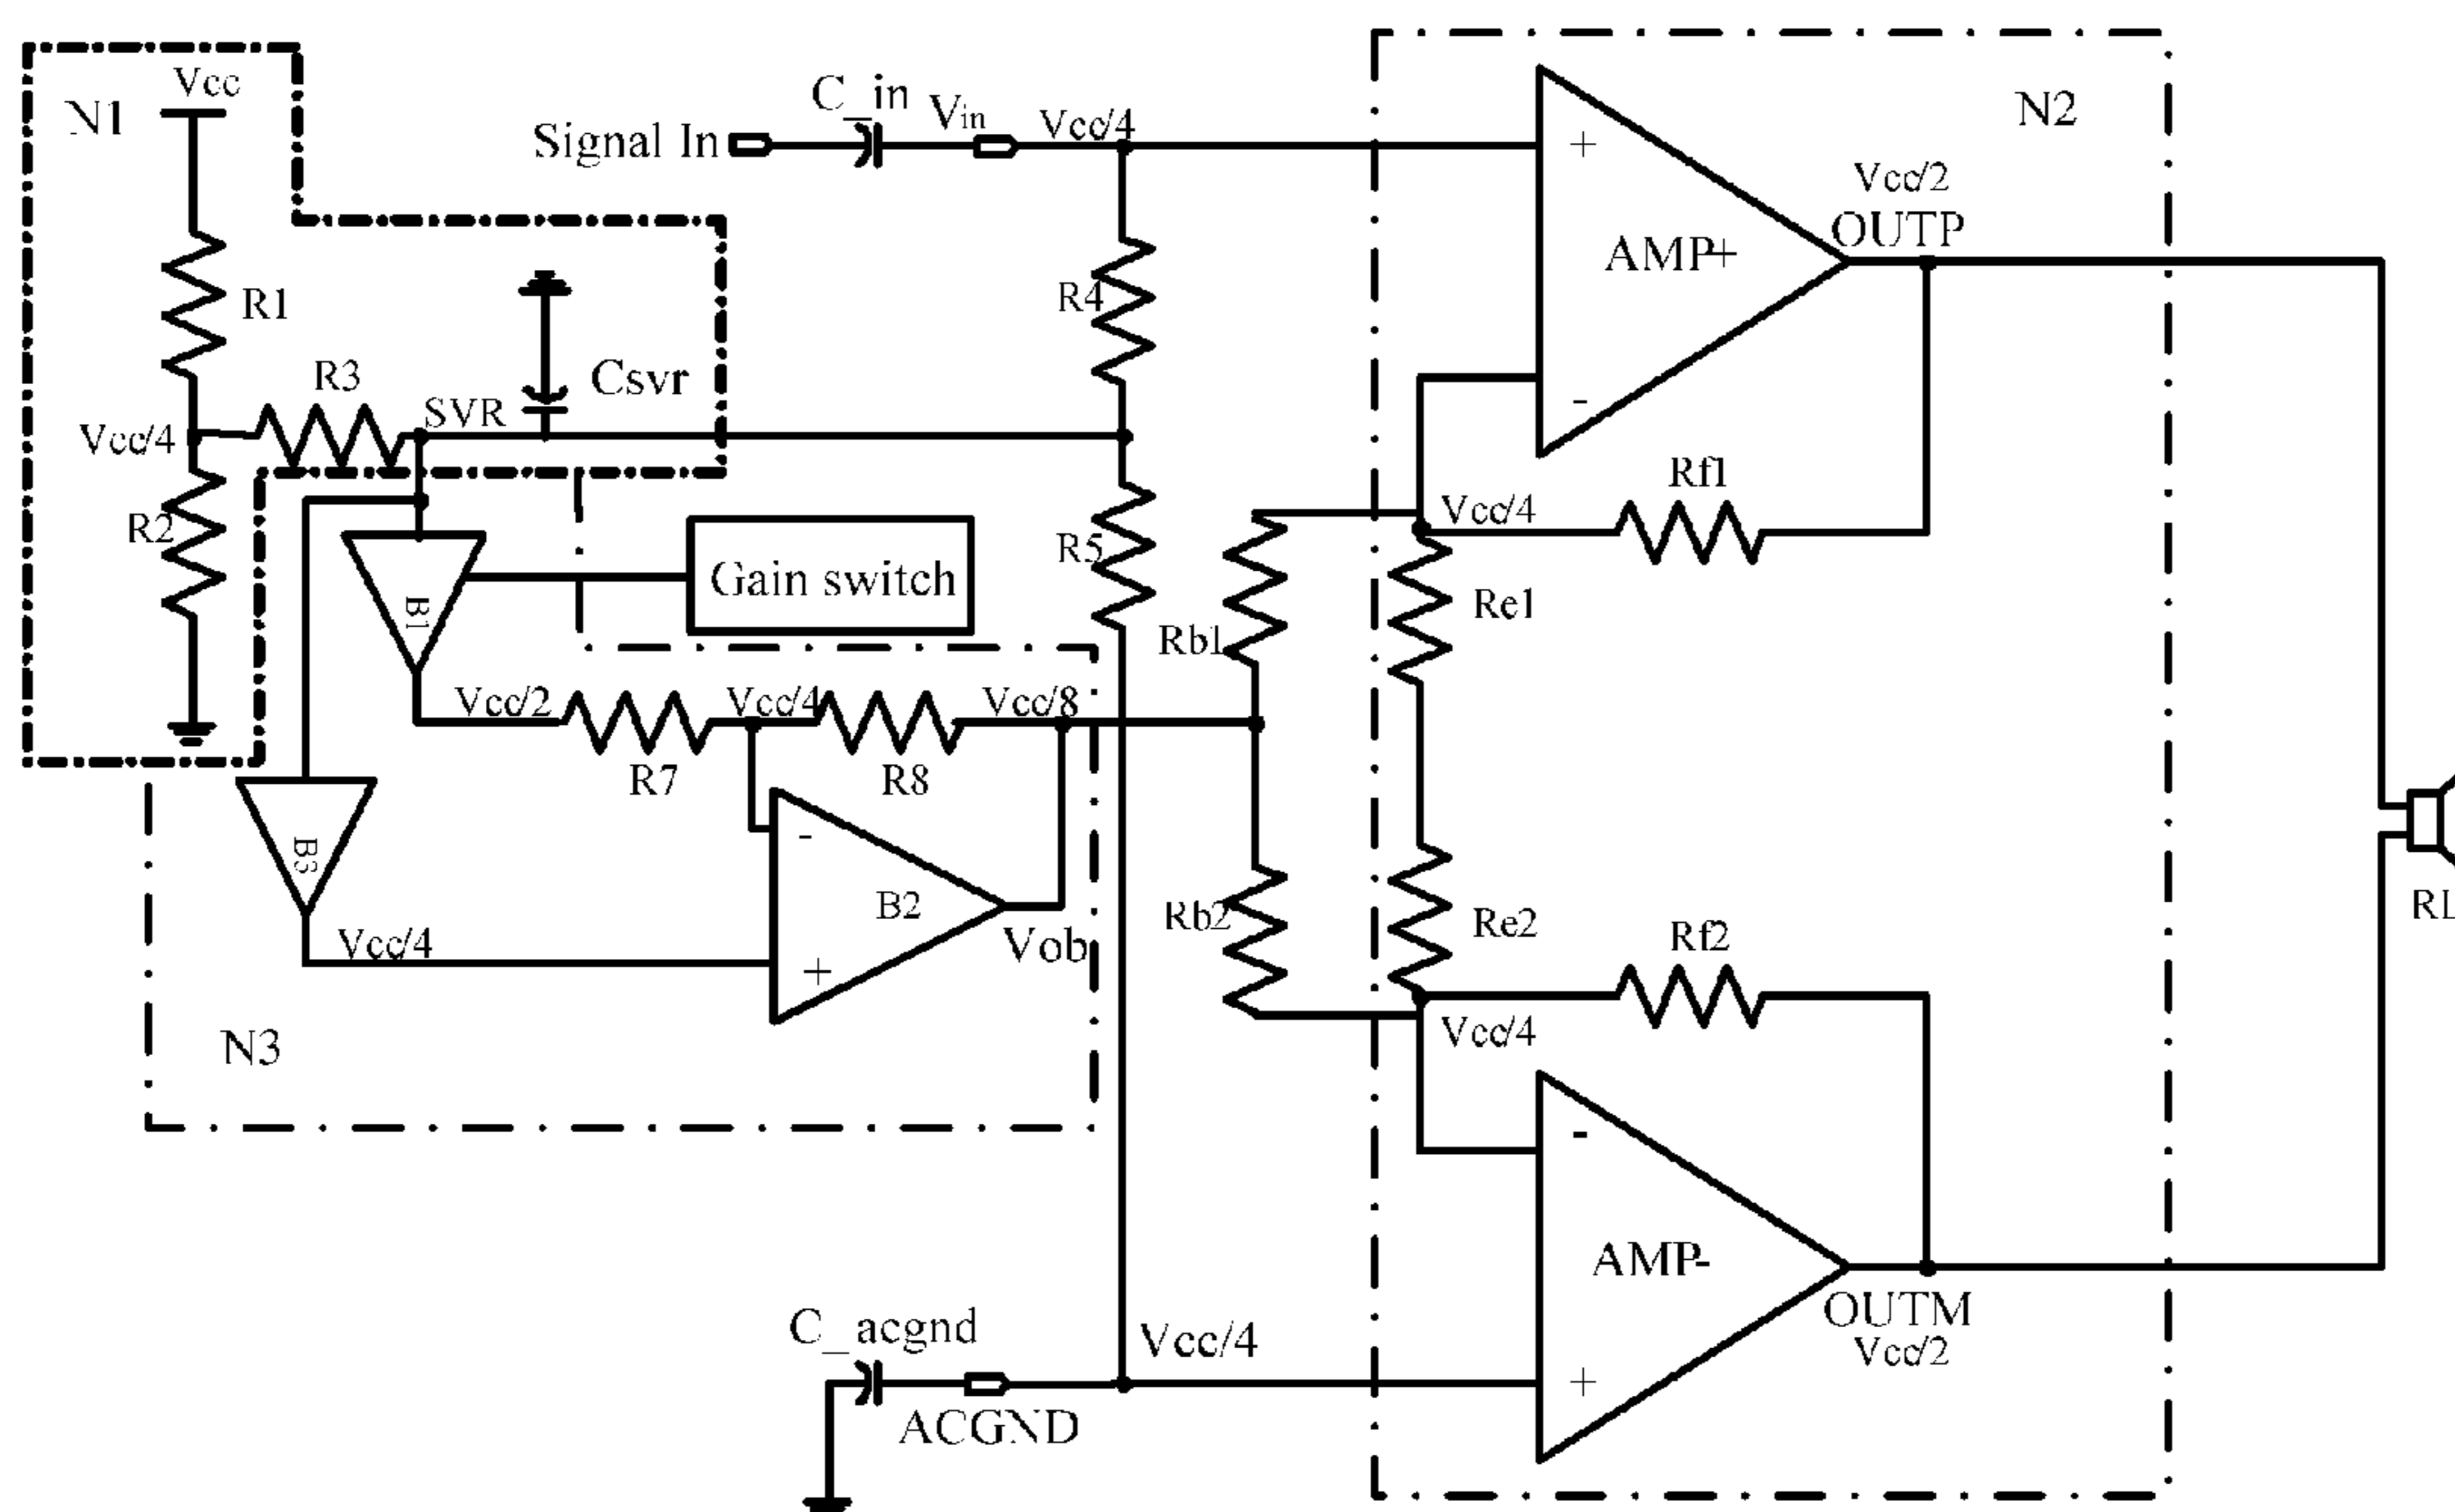 Vcc
N1
C_in
Vin
Vcc/4
Signal In
N2
+
Vcc/2
OUTP
AMP+
R1
R4
R3
Csvr
SVR
Vcc/4
-
Rf1
R2
Vcc/4
R5
Gain switch
B1
Re1
Rb1
Vcc/2
Vcc/4
Vcc/8
R7
R8
-
B3
B2
Rb2
Re2
Rf2
RL
Vcc/4
Vob
+
N3
Vcc/4
-
AMP-
C_acgnd
Vcc/4
OUTM
Vcc/2
+
ACGND